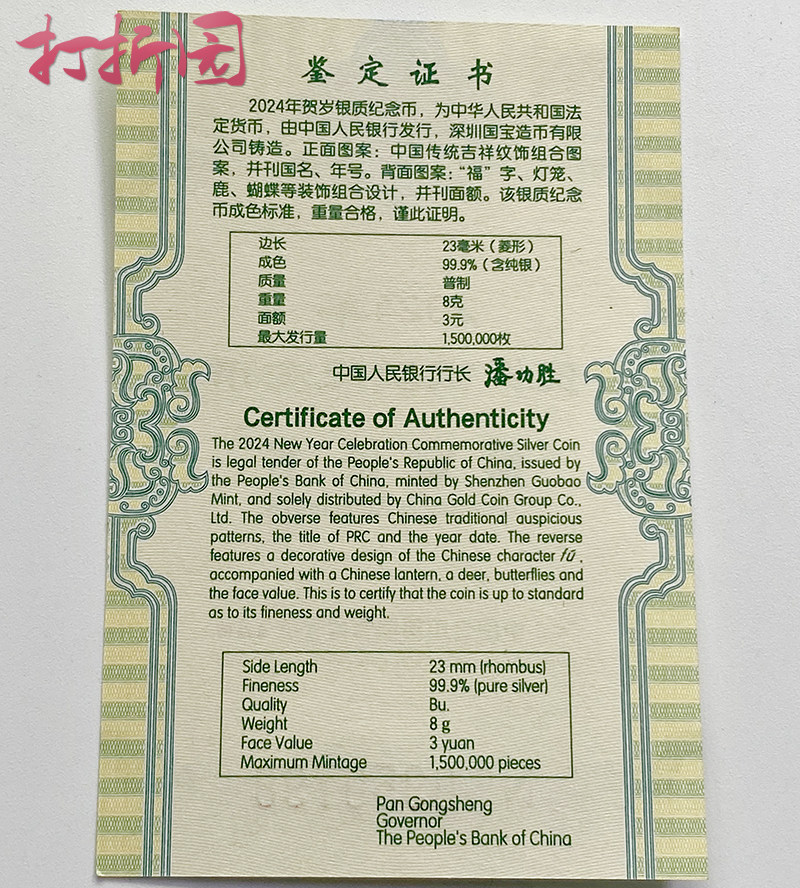 打折园
鉴定证书
2024年贺岁银质纪念币，为中华人民共和国法
定货币，由中国人民银行发行，深圳国宝造币有限
公司铸造。正面图案：中国传统吉祥纹饰组合图
案，并刊国名、年号。背面图案：“福”字、灯笼、
鹿、蝴蝶等装饰组合设计，并刊面额。该银质纪念
币成色标准，重量合格，谨此证明。
边长 23毫米（菱形）
成色 99.9%（含纯银）
质量 普制
重量 8克
面额 3元
最大发行量 1,500,000枚
中国人民银行行长 潘功胜
Certificate of Authenticity
The 2024 New Year Celebration Commemorative Silver Coin
is legal tender of the People's Republic of China, issued by
the People's Bank of China, minted by Shenzhen Guobao
Mint, and solely distributed by China Gold Coin Group Co.,
Ltd. The obverse features Chinese traditional auspicious
patterns, the title of PRC and the year date. The reverse
features a decorative design of the Chinese character fú ,
accompanied with a Chinese lantern, a deer, butterflies and
the face value. This is to certify that the coin is up to standard
as to its fineness and weight.
Side Length 23 mm (rhombus)
Fineness 99.9% (pure silver)
Quality Bu.
Weight 8 g
Face Value 3 yuan
Maximum Mintage 1,500,000 pieces
Pan Gongsheng
Governor
The People's Bank of China